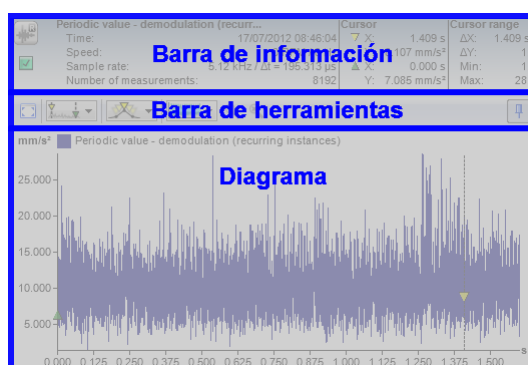 Periodic value - demodulation (recurr...
Cursor
Cursor range
Time: 17/07/2012 08:46:04
X: 1.409 s
ΔX: 1.409 s
Speed:
107 mm/s²
ΔY: 1
Sample rate: 5.12 kHz / Δt = 195.313 µs
X: 0.000 s
Min: 1
Number of measurements: 8192
Y: 7.085 mm/s²
Max: 28
Barra de información
Barra de herramientas
mm/s² Periodic value - demodulation (recurring instances)
Diagrama
25.000
20.000
15.000
10.000
5.000
s
0.000 0.125 0.250 0.375 0.500 0.625 0.750 0.875 1.000 1.125 1.250 1.375 1.500